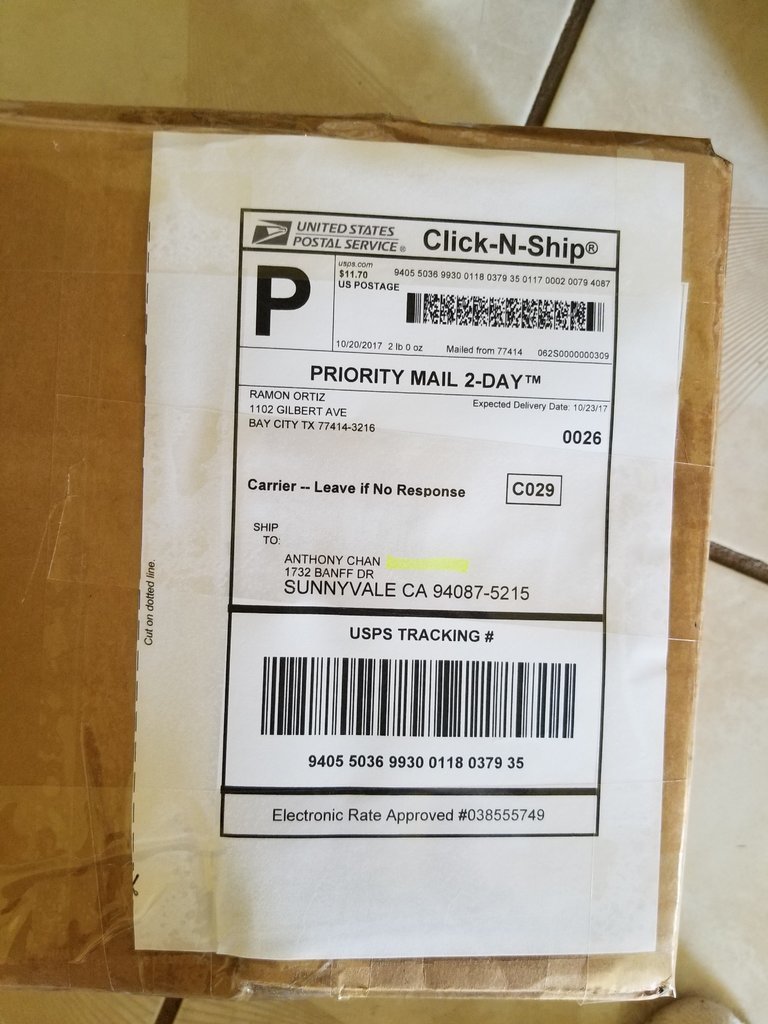 UNITED STATES
POSTAL SERVICE®
Click-N-Ship®
P
usps.com
$11.70
US POSTAGE
9405 5036 9930 0118 0379 35 0117 0002 0079 4087
10/20/2017 2 lb 0 oz Mailed from 77414 062S0000000309
PRIORITY MAIL 2-DAY™
RAMON ORTIZ
1102 GILBERT AVE
BAY CITY TX 77414-3216
Expected Delivery Date: 10/23/17
0026
Carrier -- Leave if No Response
C029
SHIP
TO:
ANTHONY CHAN
1732 BANFF DR
SUNNYVALE CA 94087-5215
USPS TRACKING #
9405 5036 9930 0118 0379 35
Electronic Rate Approved #038555749
Cut on dotted line.